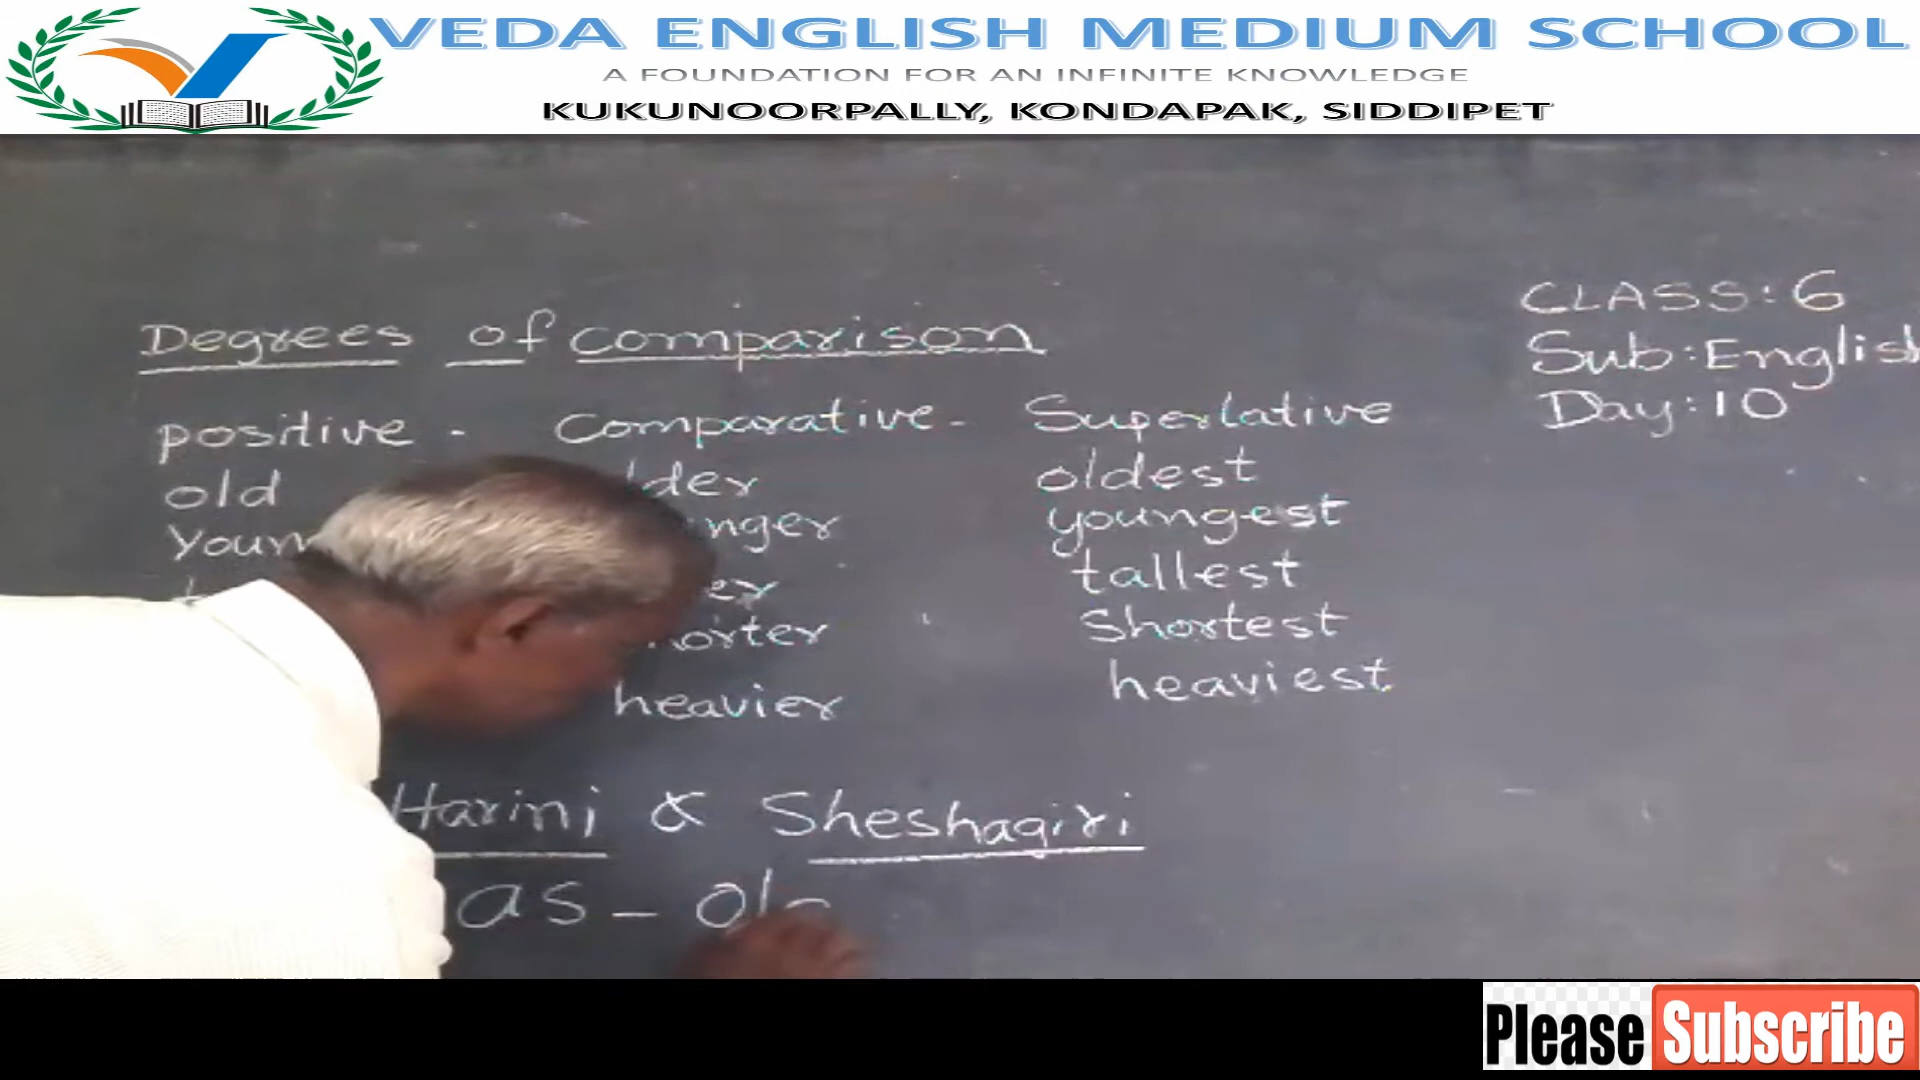 VEDA ENGLISH MEDIUM SCHOOL
A FOUNDATION FOR AN INFINITE KNOWLEDGE
KUKUNOORPALLY, KONDAPAK, SIDDIPET
CLASS: 6
Sub: English
Day: 10
Degrees of comparison
positive - Comparative - Superlative
old oldest
youngest
tallest
shorter Shortest
heavier heaviest
Harini & Sheshagiri
as -
Please Subscribe